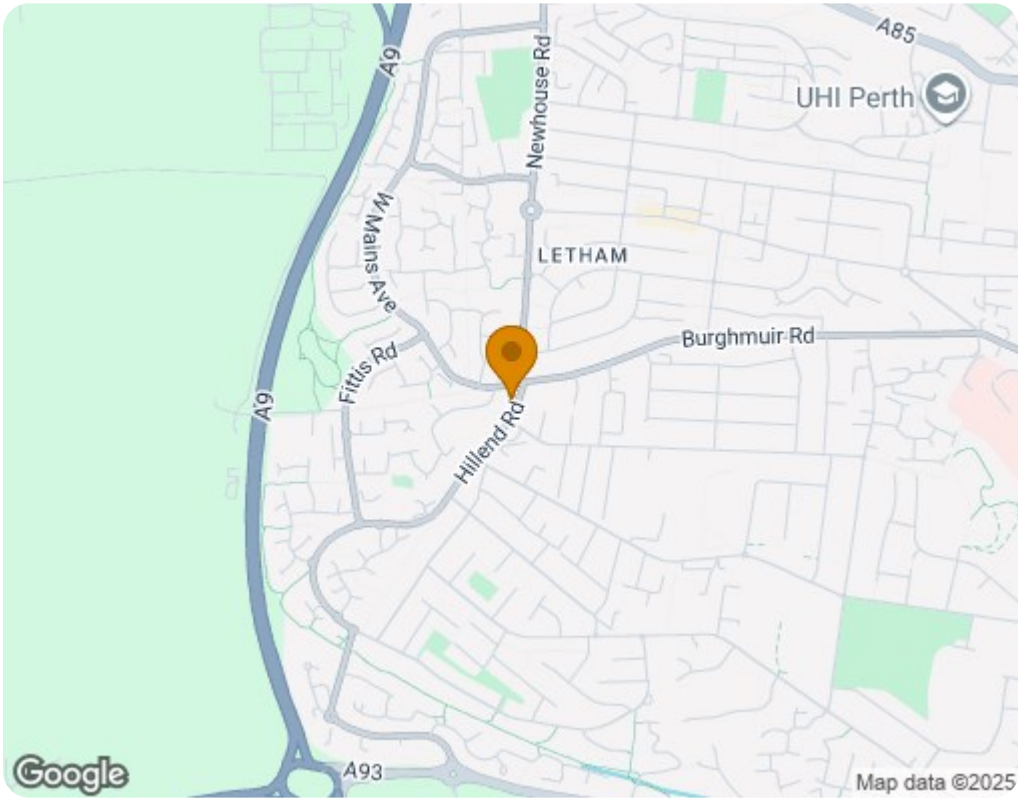 A9
A85
Newhouse Rd
UHI Perth
W Mains Ave
LETHAM
Burghmuir Rd
Fittis Rd
A9
Hillend Rd
A93
Google
Map data ©2025